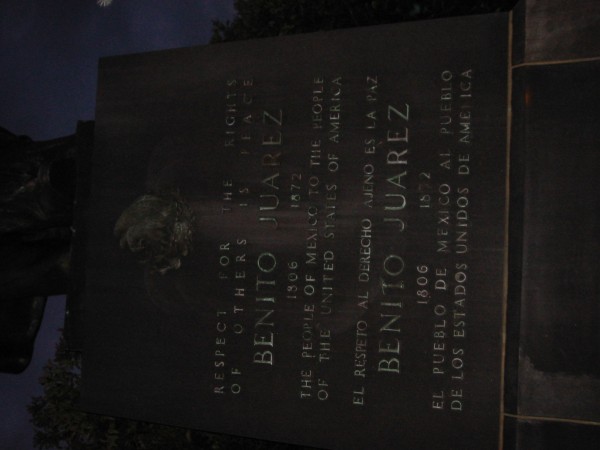 RESPECT FOR THE RIGHTS
OF OTHERS IS PEACE
BENITO JUÁREZ
1806 1872
THE PEOPLE OF MEXICO TO THE PEOPLE
OF THE UNITED STATES OF AMERICA
EL RESPETO AL DERECHO AJENO ES LA PAZ
BENITO JUÁREZ
1806 1872
EL PUEBLO DE MEXICO AL PUEBLO
DE LOS ESTADOS UNIDOS DE AMERICA